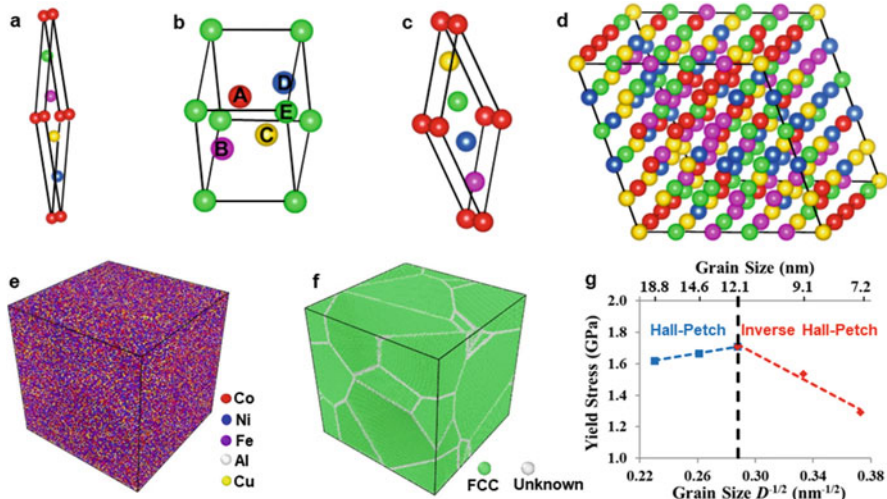 a
b
c
d
A
D
E
C
B
e
Co
Ni
Fe
Al
Cu
f
FCC
Unknown
g
Grain Size (nm)
18.8 14.6 12.1 9.1 7.2
Hall-Petch Inverse Hall-Petch
Yield Stress (GPa)
2.0
1.8
1.6
1.4
1.2
1.0
0.22 0.26 0.30 0.34 0.38
Grain Size D-1/2 (nm-1/2)